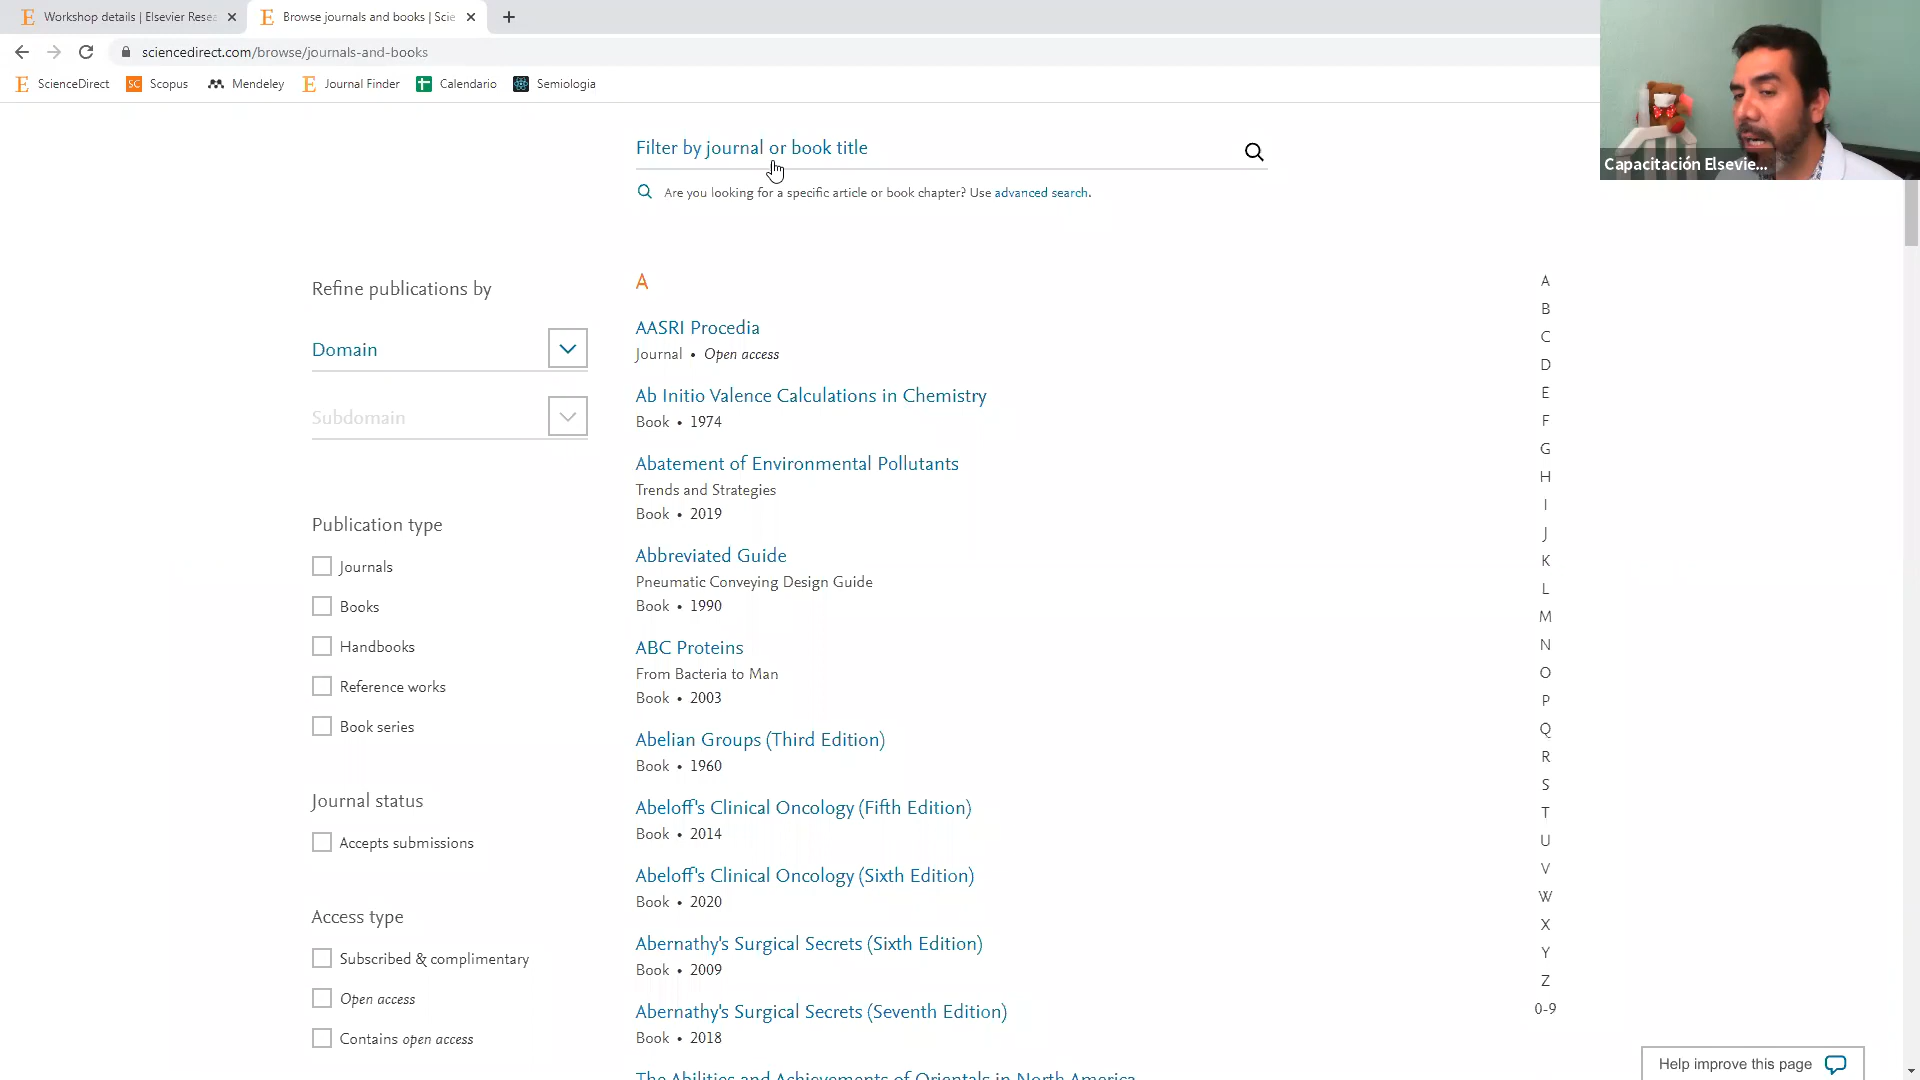 Workshop details | Elsevier Resea
Browse journals and books | Scie
sciencedirect.com/browse/journals-and-books
ScienceDirect
SC Scopus
Mendeley
Journal Finder
Calendario
Semiologia
Capacitación Elsevie...
Filter by journal or book title
Are you looking for a specific article or book chapter? Use advanced search.
Refine publications by
Domain
Subdomain
Publication type
Journals
Books
Handbooks
Reference works
Book series
Journal status
Accepts submissions
Access type
Subscribed & complimentary
Open access
Contains open access
A
AASRI Procedia
Journal • Open access
Ab Initio Valence Calculations in Chemistry
Book • 1974
Abatement of Environmental Pollutants
Trends and Strategies
Book • 2019
Abbreviated Guide
Pneumatic Conveying Design Guide
Book • 1990
ABC Proteins
From Bacteria to Man
Book • 2003
Abelian Groups (Third Edition)
Book • 1960
Abeloff's Clinical Oncology (Fifth Edition)
Book • 2014
Abeloff's Clinical Oncology (Sixth Edition)
Book • 2020
Abernathy's Surgical Secrets (Sixth Edition)
Book • 2009
Abernathy's Surgical Secrets (Seventh Edition)
Book • 2018
The Abilities and Achievements of Orientals in North America
A
B
C
D
E
F
G
H
I
J
K
L
M
N
O
P
Q
R
S
T
U
V
W
X
Y
Z
0-9
Help improve this page